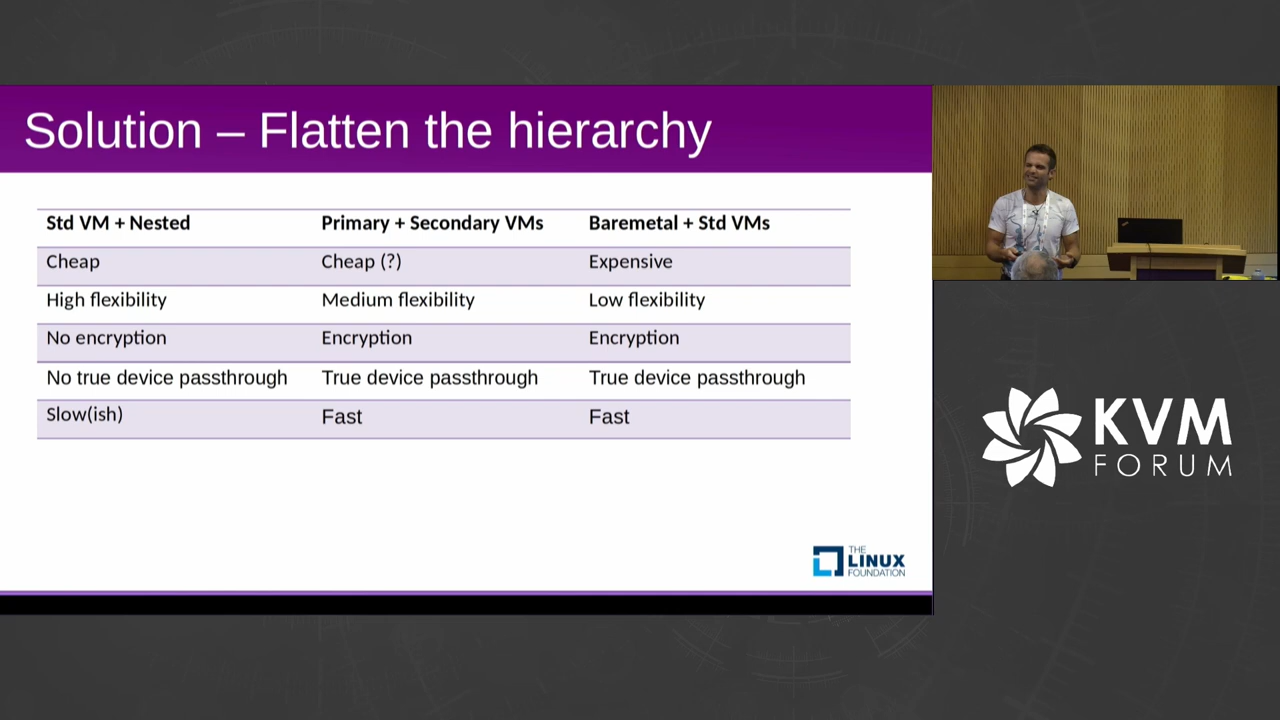 Solution – Flatten the hierarchy
Std VM + Nested Primary + Secondary VMs Baremetal + Std VMs
Cheap Cheap (?) Expensive
High flexibility Medium flexibility Low flexibility
No encryption Encryption Encryption
No true device passthrough True device passthrough True device passthrough
Slow(ish) Fast Fast
THE
LINUX
FOUNDATION
KVM
FORUM